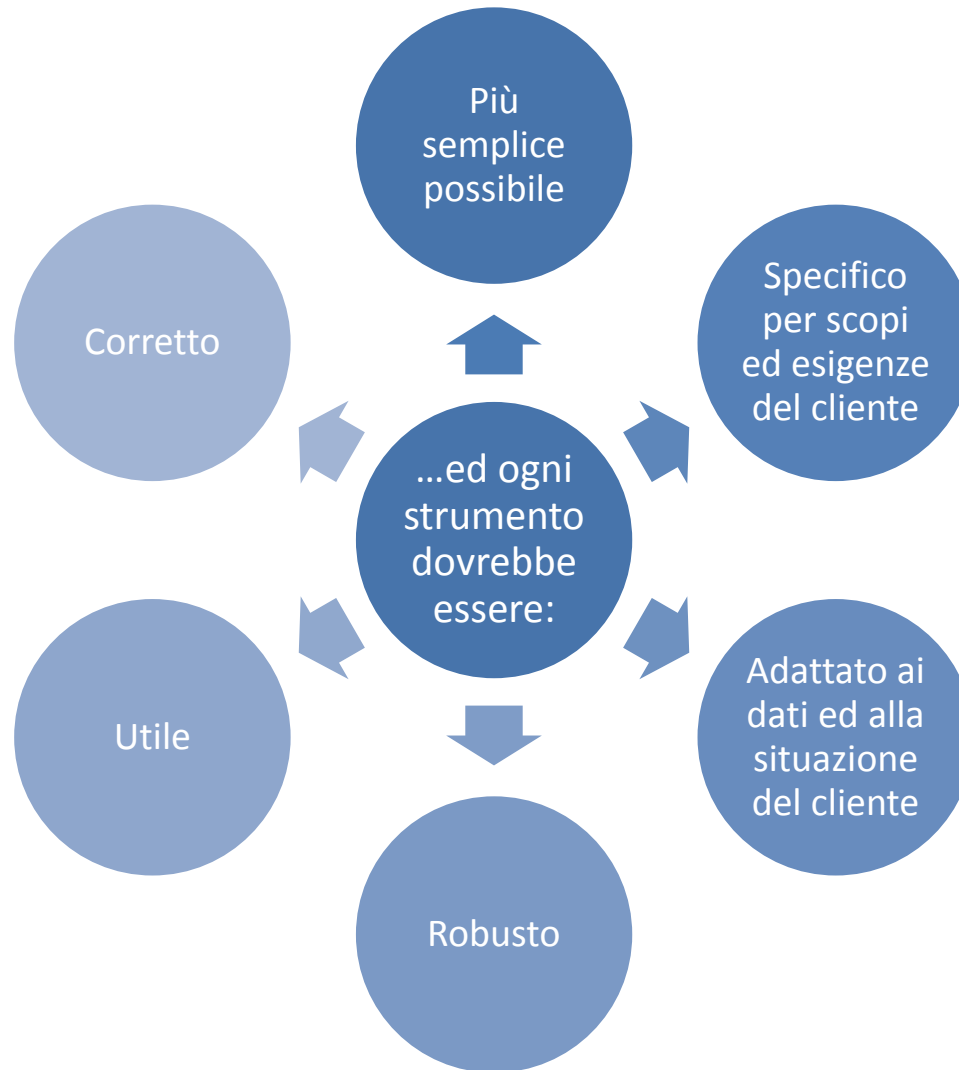 Più
semplice
possibile
Specifico
per scopi
ed esigenze
del cliente
Corretto
…ed ogni
strumento
dovrebbe
essere:
Adattato ai
dati ed alla
situazione
del cliente
Utile
Robusto